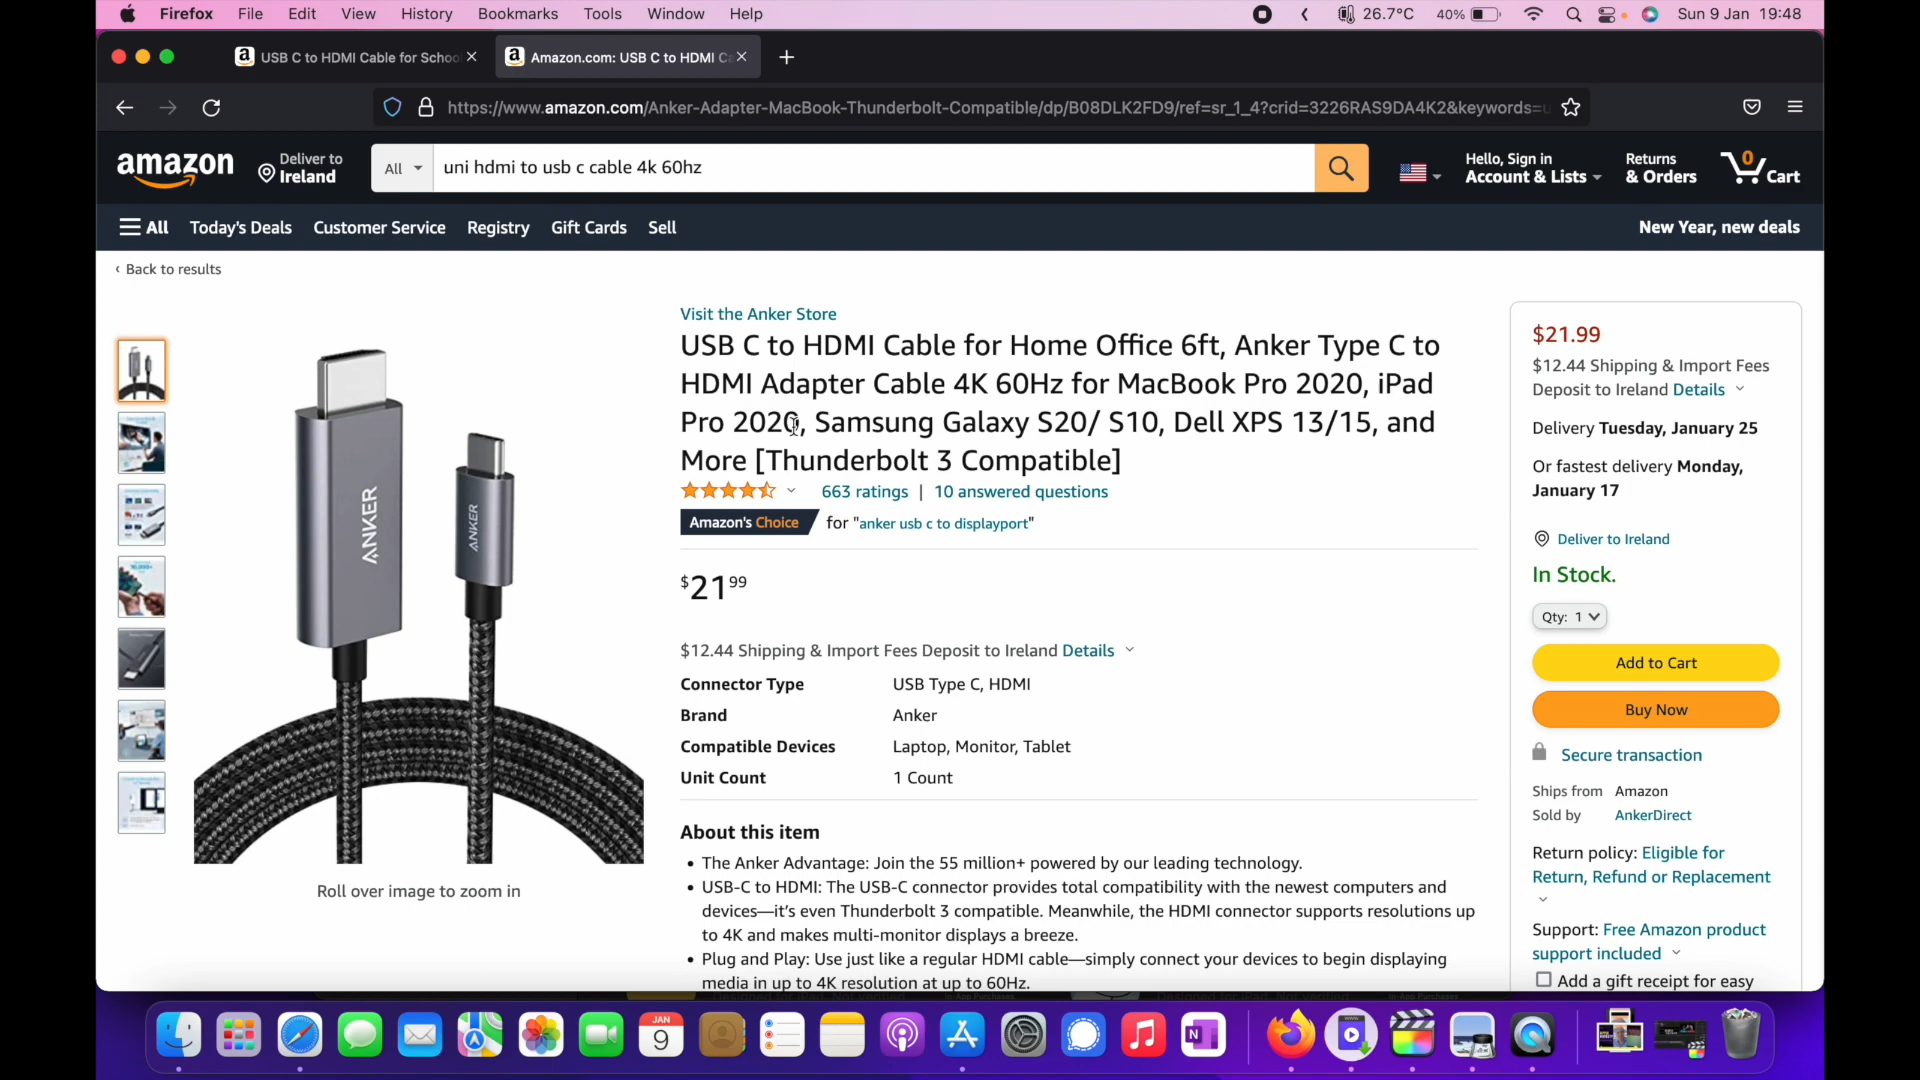 Firefox File Edit View History Bookmarks Tools Window Help 26.7°C 40% Sun 9 Jan 19:48
USB C to HDMI Cable for Schoo
Amazon.com: USB C to HDMI C
https://www.amazon.com/Anker-Adapter-MacBook-Thunderbolt-Compatible/dp/B08DLK2FD9/ref=sr_1_4?crid=3226RAS9DA4K2&keywords=
amazon
Deliver to
Ireland
All
uni hdmi to usb c cable 4k 60hz
Hello, Sign in
Account & Lists
Returns
& Orders
0
Cart
All Today's Deals Customer Service Registry Gift Cards Sell
New Year, new deals
‹ Back to results
ANKER
ANKER
Roll over image to zoom in
Visit the Anker Store
USB C to HDMI Cable for Home Office 6ft, Anker Type C to
HDMI Adapter Cable 4K 60Hz for MacBook Pro 2020, iPad
Pro 2020, Samsung Galaxy S20/ S10, Dell XPS 13/15, and
More [Thunderbolt 3 Compatible]
663 ratings | 10 answered questions
Amazon's Choice for "anker usb c to displayport"
$21 99
$12.44 Shipping & Import Fees Deposit to Ireland Details
Connector Type USB Type C, HDMI
Brand Anker
Compatible Devices Laptop, Monitor, Tablet
Unit Count 1 Count
About this item
• The Anker Advantage: Join the 55 million+ powered by our leading technology.
• USB-C to HDMI: The USB-C connector provides total compatibility with the newest computers and
devices—it's even Thunderbolt 3 compatible. Meanwhile, the HDMI connector supports resolutions up
to 4K and makes multi-monitor displays a breeze.
• Plug and Play: Use just like a regular HDMI cable—simply connect your devices to begin displaying
media in up to 4K resolution at up to 60Hz.
$21.99
$12.44 Shipping & Import Fees
Deposit to Ireland Details
Delivery Tuesday, January 25
Or fastest delivery Monday,
January 17
Deliver to Ireland
In Stock.
Qty: 1
Add to Cart
Buy Now
Secure transaction
Ships from Amazon
Sold by AnkerDirect
Return policy: Eligible for
Return, Refund or Replacement
Support: Free Amazon product
support included
Add a gift receipt for easy
JAN
9
N